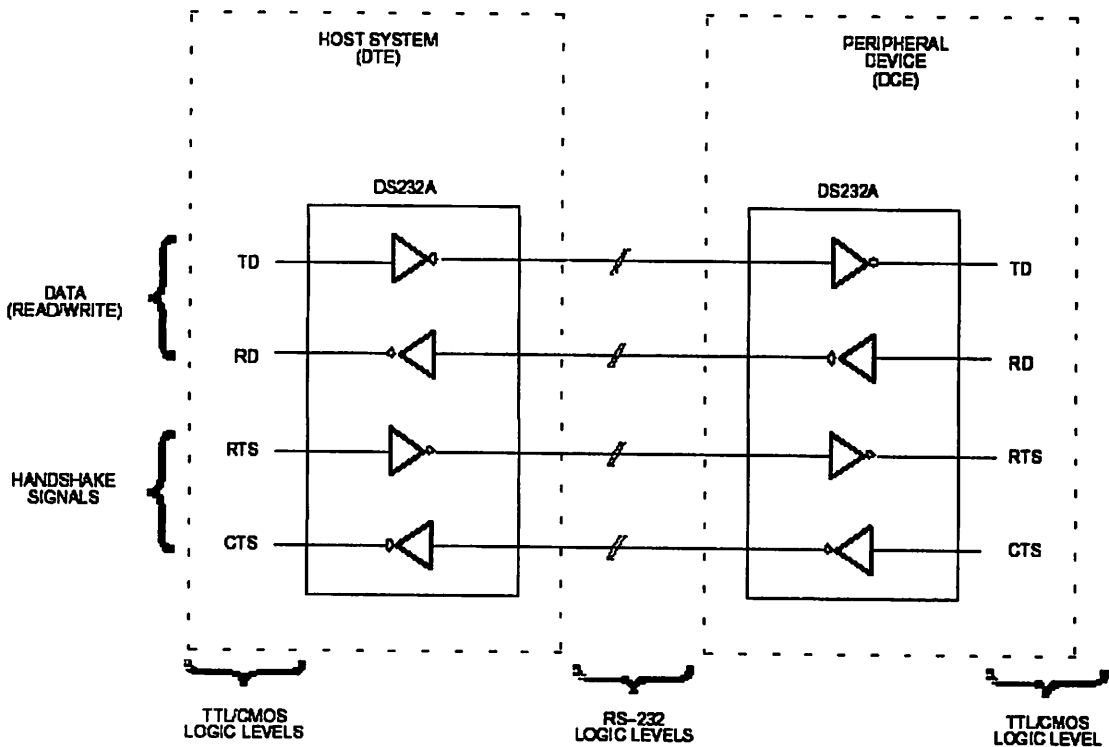 HOST SYSTEM
(DTE)
PERIPHERAL
DEVICE
(DCE)
DS232A
DS232A
DATA
(READ/WRITE)
TD
TD
RD
RD
HANDSHAKE
SIGNALS
RTS
RTS
CTS
CTS
TTL/CMOS
LOGIC LEVELS
RS-232
LOGIC LEVELS
TTL/CMOS
LOGIC LEVEL